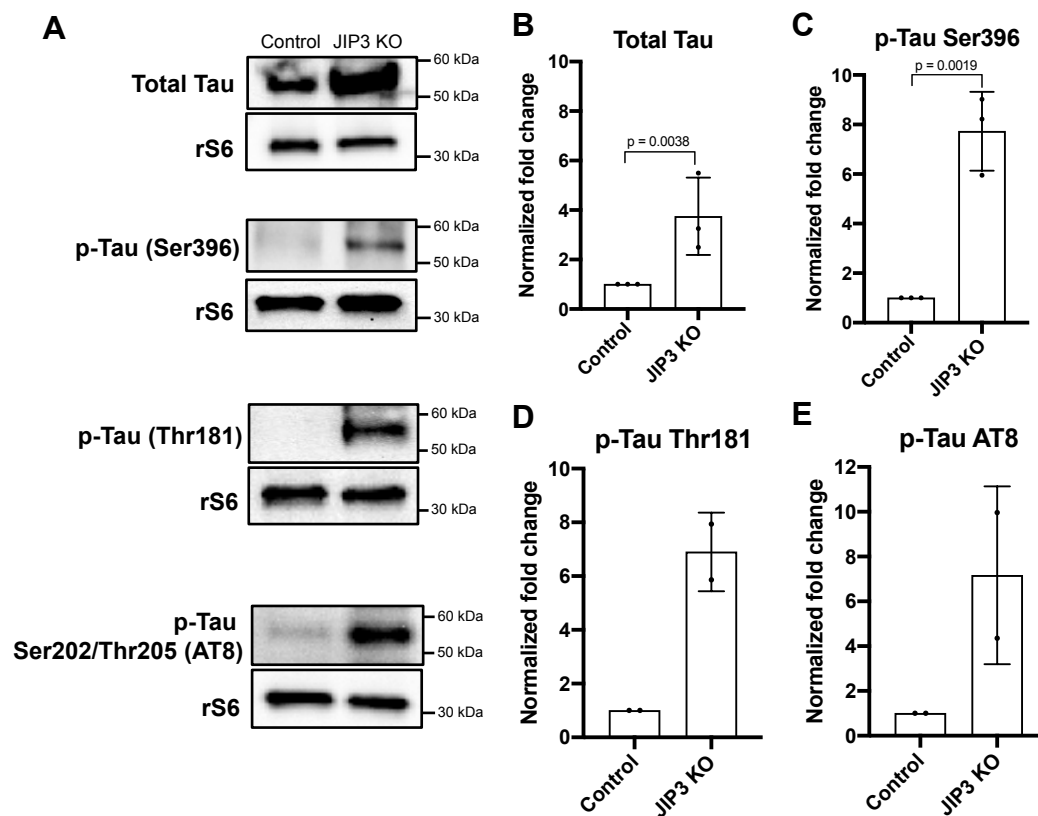 A
Control JIP3 KO
Total Tau
60 kDa
50 kDa
rS6
30 kDa
p-Tau (Ser396)
60 kDa
50 kDa
rS6
30 kDa
p-Tau (Thr181)
60 kDa
50 kDa
rS6
30 kDa
p-Tau
Ser202/Thr205 (AT8)
60 kDa
50 kDa
rS6
30 kDa
B
Total Tau
Normalized fold change
10
8
6
4
2
0
p = 0.0038
Control
JIP3 KO
C
p-Tau Ser396
Normalized fold change
10
8
6
4
2
0
p = 0.0019
Control
JIP3 KO
D
p-Tau Thr181
Normalized fold change
10
8
6
4
2
0
Control
JIP3 KO
E
p-Tau AT8
Normalized fold change
12
10
8
6
4
2
0
Control
JIP3 KO